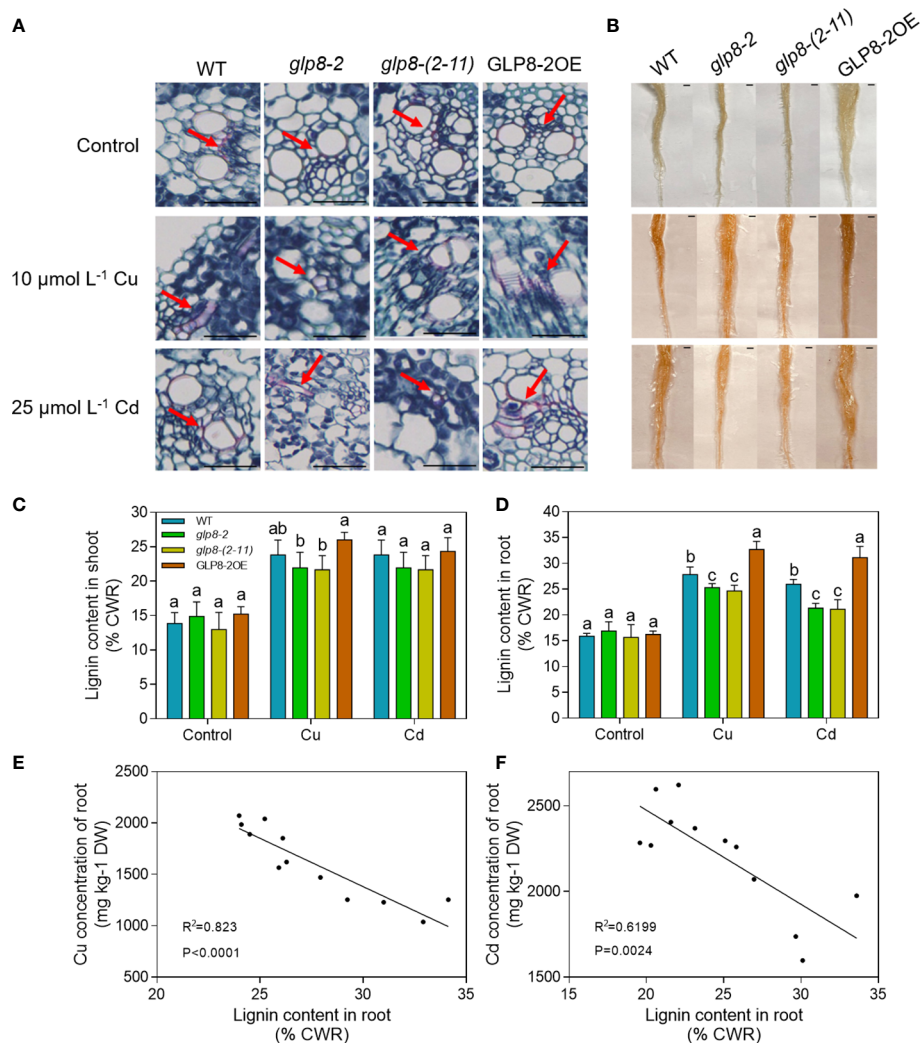 A
B
WT glp8-2 glp8-(2-11) GLP8-2OE
WT glp8-2 glp8-(2-11) GLP8-2OE
Control
10 μmol L⁻¹ Cu
25 μmol L⁻¹ Cd
C
Lignin content in shoot
(% CWR)
30
25
20
15
10
5
0
WT
glp8-2
glp8-(2-11)
GLP8-2OE
a a a a
ab b b a
a a a a
Control Cu Cd
D
Lignin content in root
(% CWR)
40
35
30
25
20
15
10
5
0
a a a a
b c c a
b c c a
Control Cu Cd
E
Cu concentration of root
(mg kg-1 DW)
2500
2000
1500
1000
500
R²=0.823
P<0.0001
20 25 30 35
Lignin content in root
(% CWR)
F
Cd concentration of root
(mg kg-1 DW)
2500
2000
1500
R²=0.6199
P=0.0024
15 20 25 30 35
Lignin content in root
(% CWR)